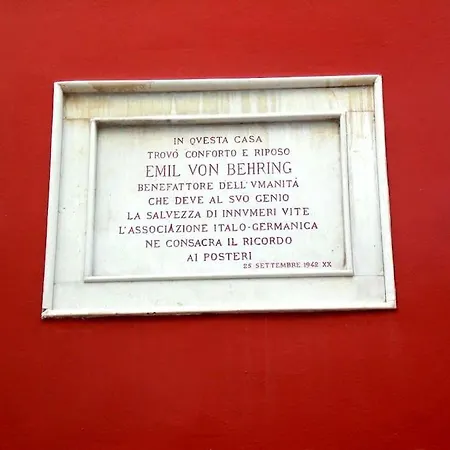 IN QVESTA CASA
TROVÒ CONFORTO E RIPOSO
EMIL VON BEHRING
BENEFATTORE DELL'VMANITÀ
CHE DEVE AL SVO GENIO
LA SALVEZZA DI INNVMERI VITE
L'ASSOCIAZIONE ITALO-GERMANICA
NE CONSACRA IL RICORDO
AI POSTERI
25 SETTEMBRE 1942 XX